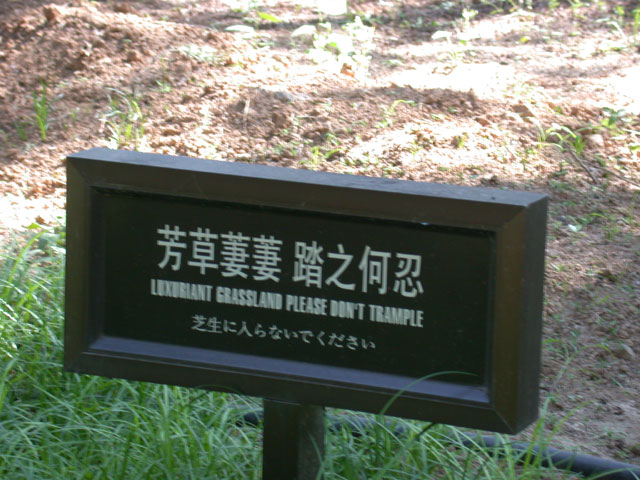 芳草萋萋 踏之何忍
LUXURIANT GRASSLAND PLEASE DON'T TRAMPLE
芝生に入らないでください